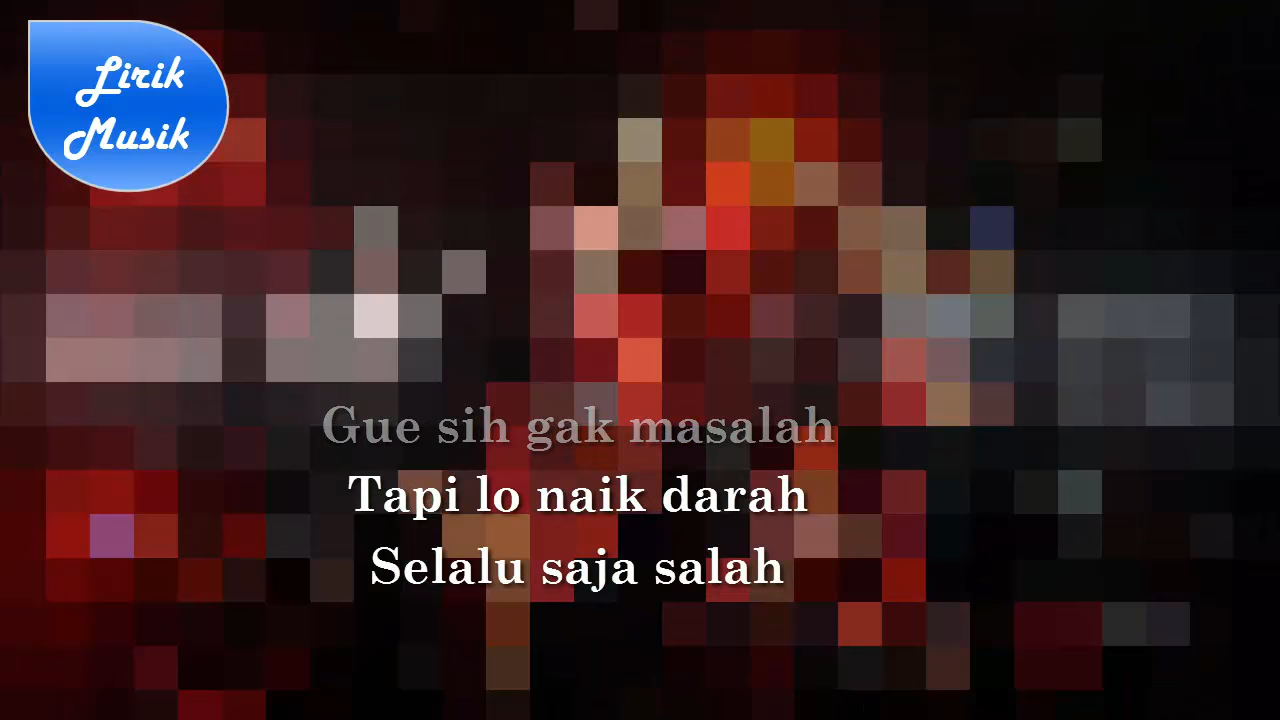 Lirik
Musik
Gue sih gak masalah
Tapi lo naik darah
Selalu saja salah